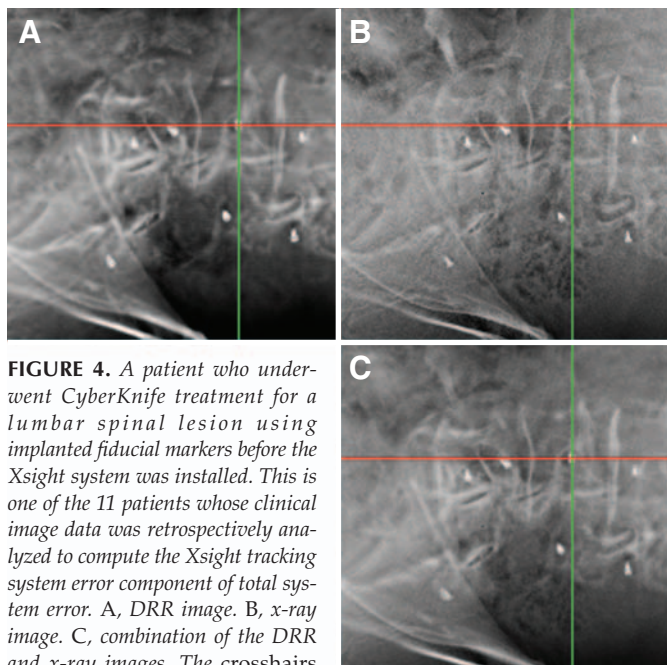 A
B
FIGURE 4. A patient who under-
went CyberKnife treatment for a
lumbar spinal lesion using
implanted fiducial markers before the
Xsight system was installed. This is
one of the 11 patients whose clinical
image data was retrospectively ana-
lyzed to compute the Xsight tracking
system error component of total sys-
tem error. A, DRR image. B, x-ray
image. C, combination of the DRR
and x-ray images. The crosshairs
C